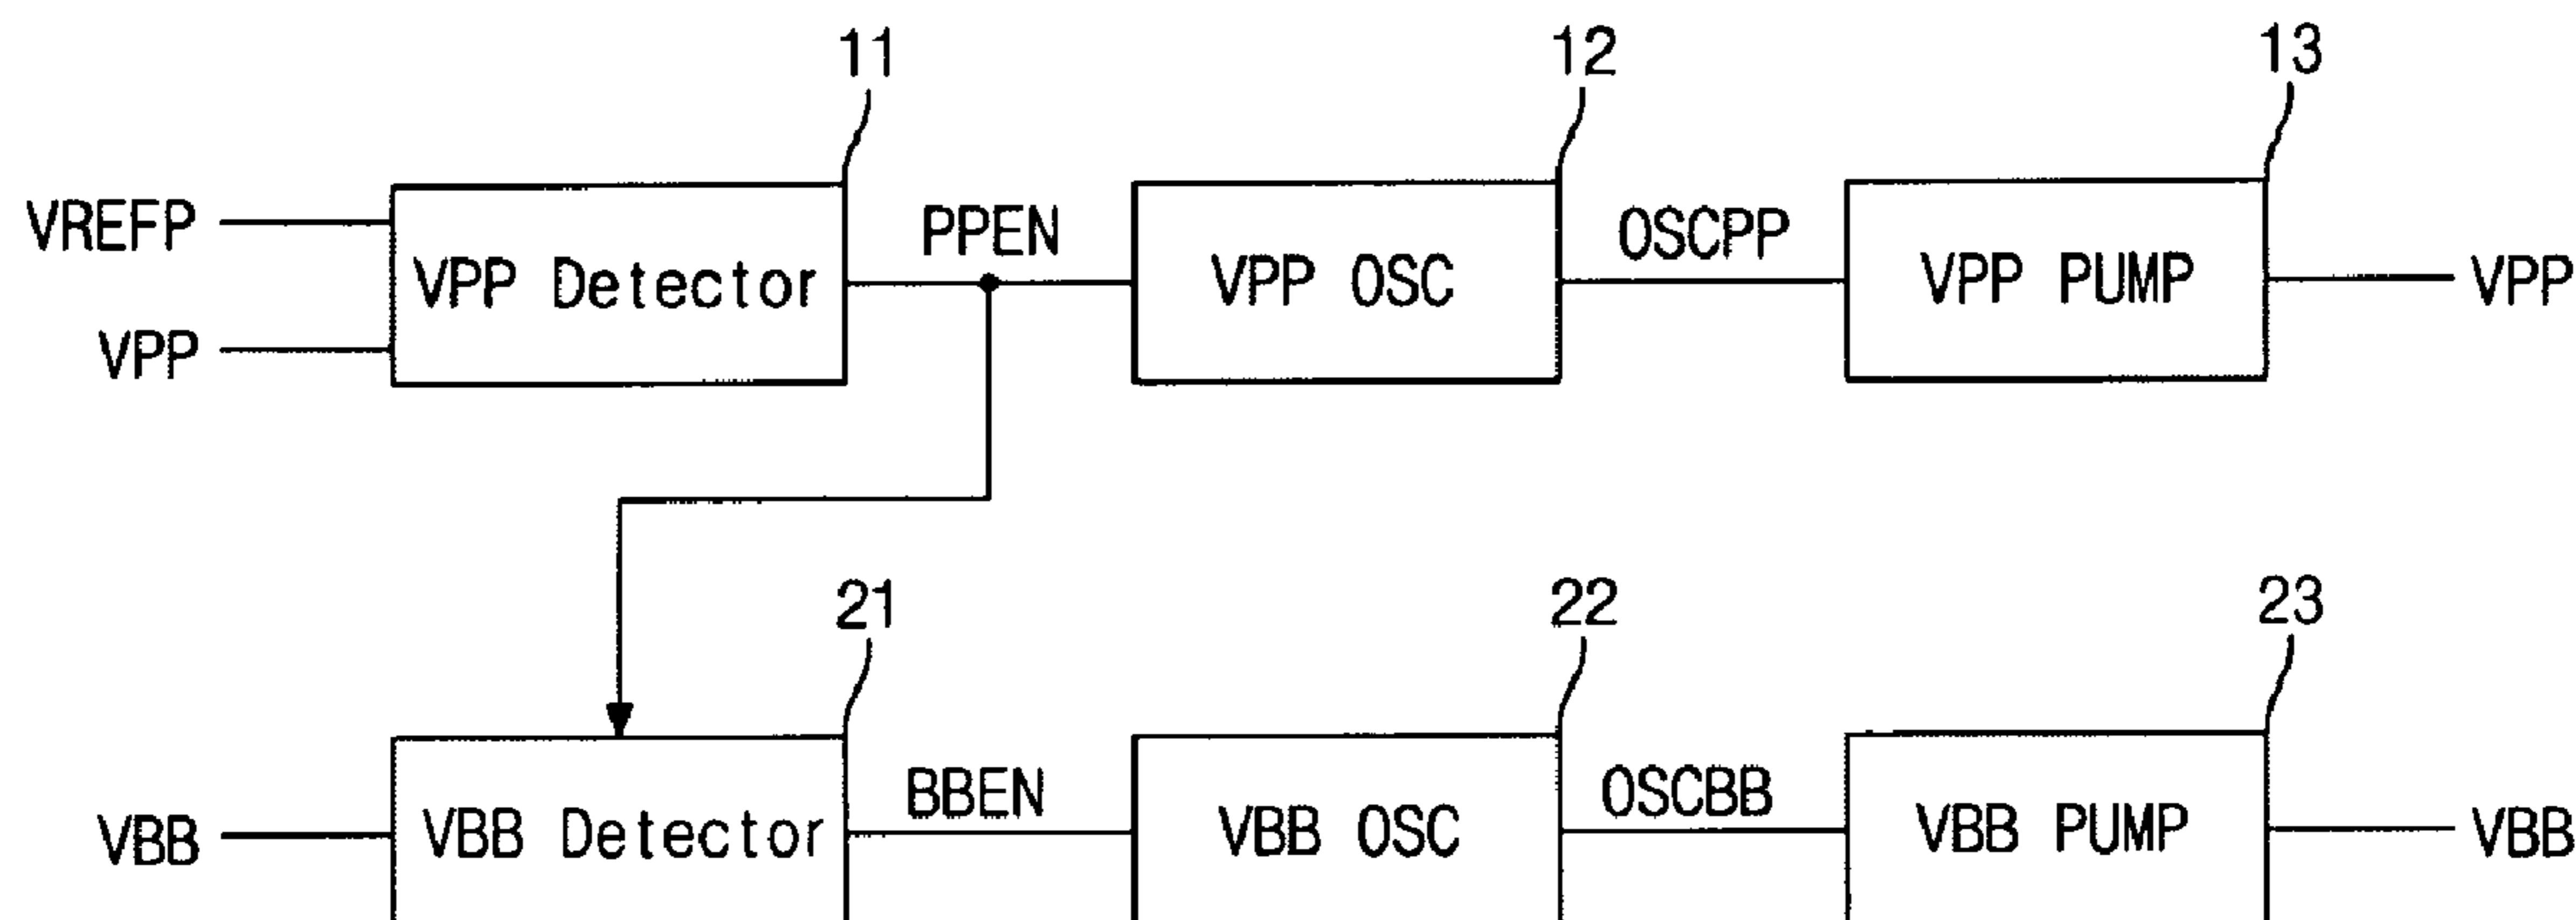 11 12 13
VREFP
VPP
VPP Detector
PPEN
VPP OSC
OSCPP
VPP PUMP
VPP
21 22 23
VBB
VBB Detector
BBEN
VBB OSC
OSCBB
VBB PUMP
VBB